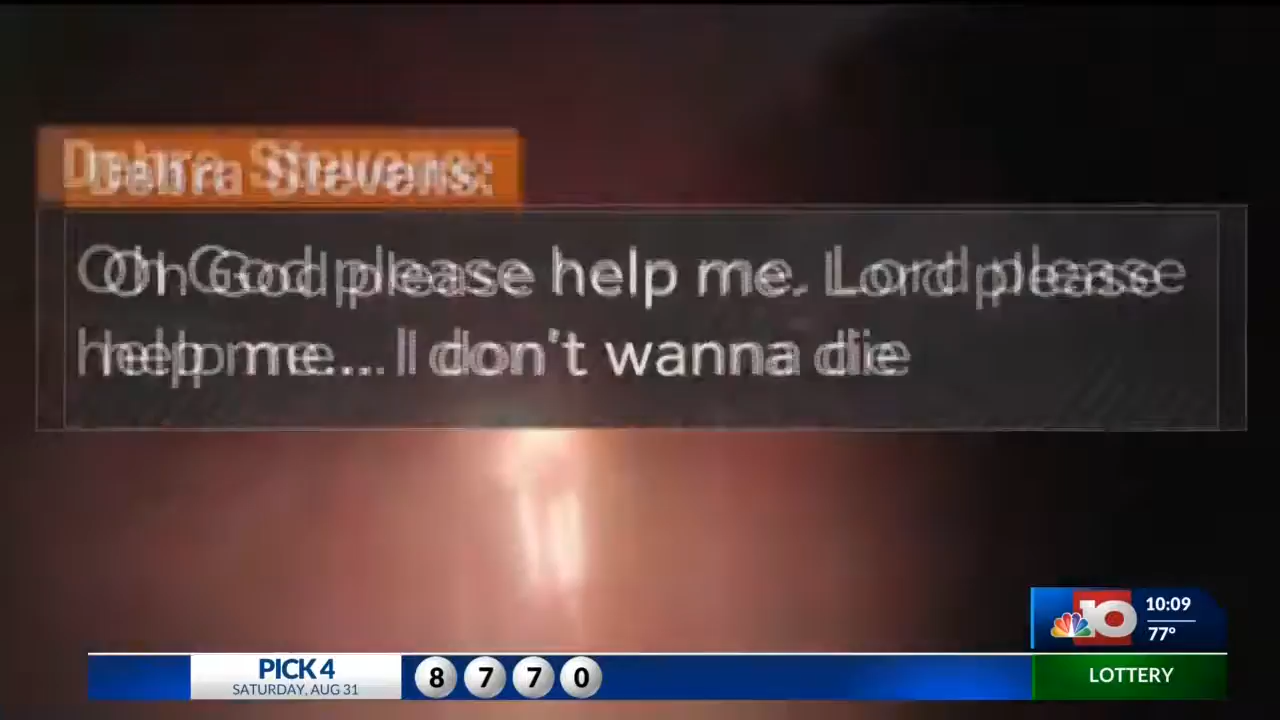 Debra Stevens:
Oh God please help me. Lord please
help me.... I don't wanna die
10
10:09
77°
PICK 4
SATURDAY, AUG 31
8 7 7 0
LOTTERY